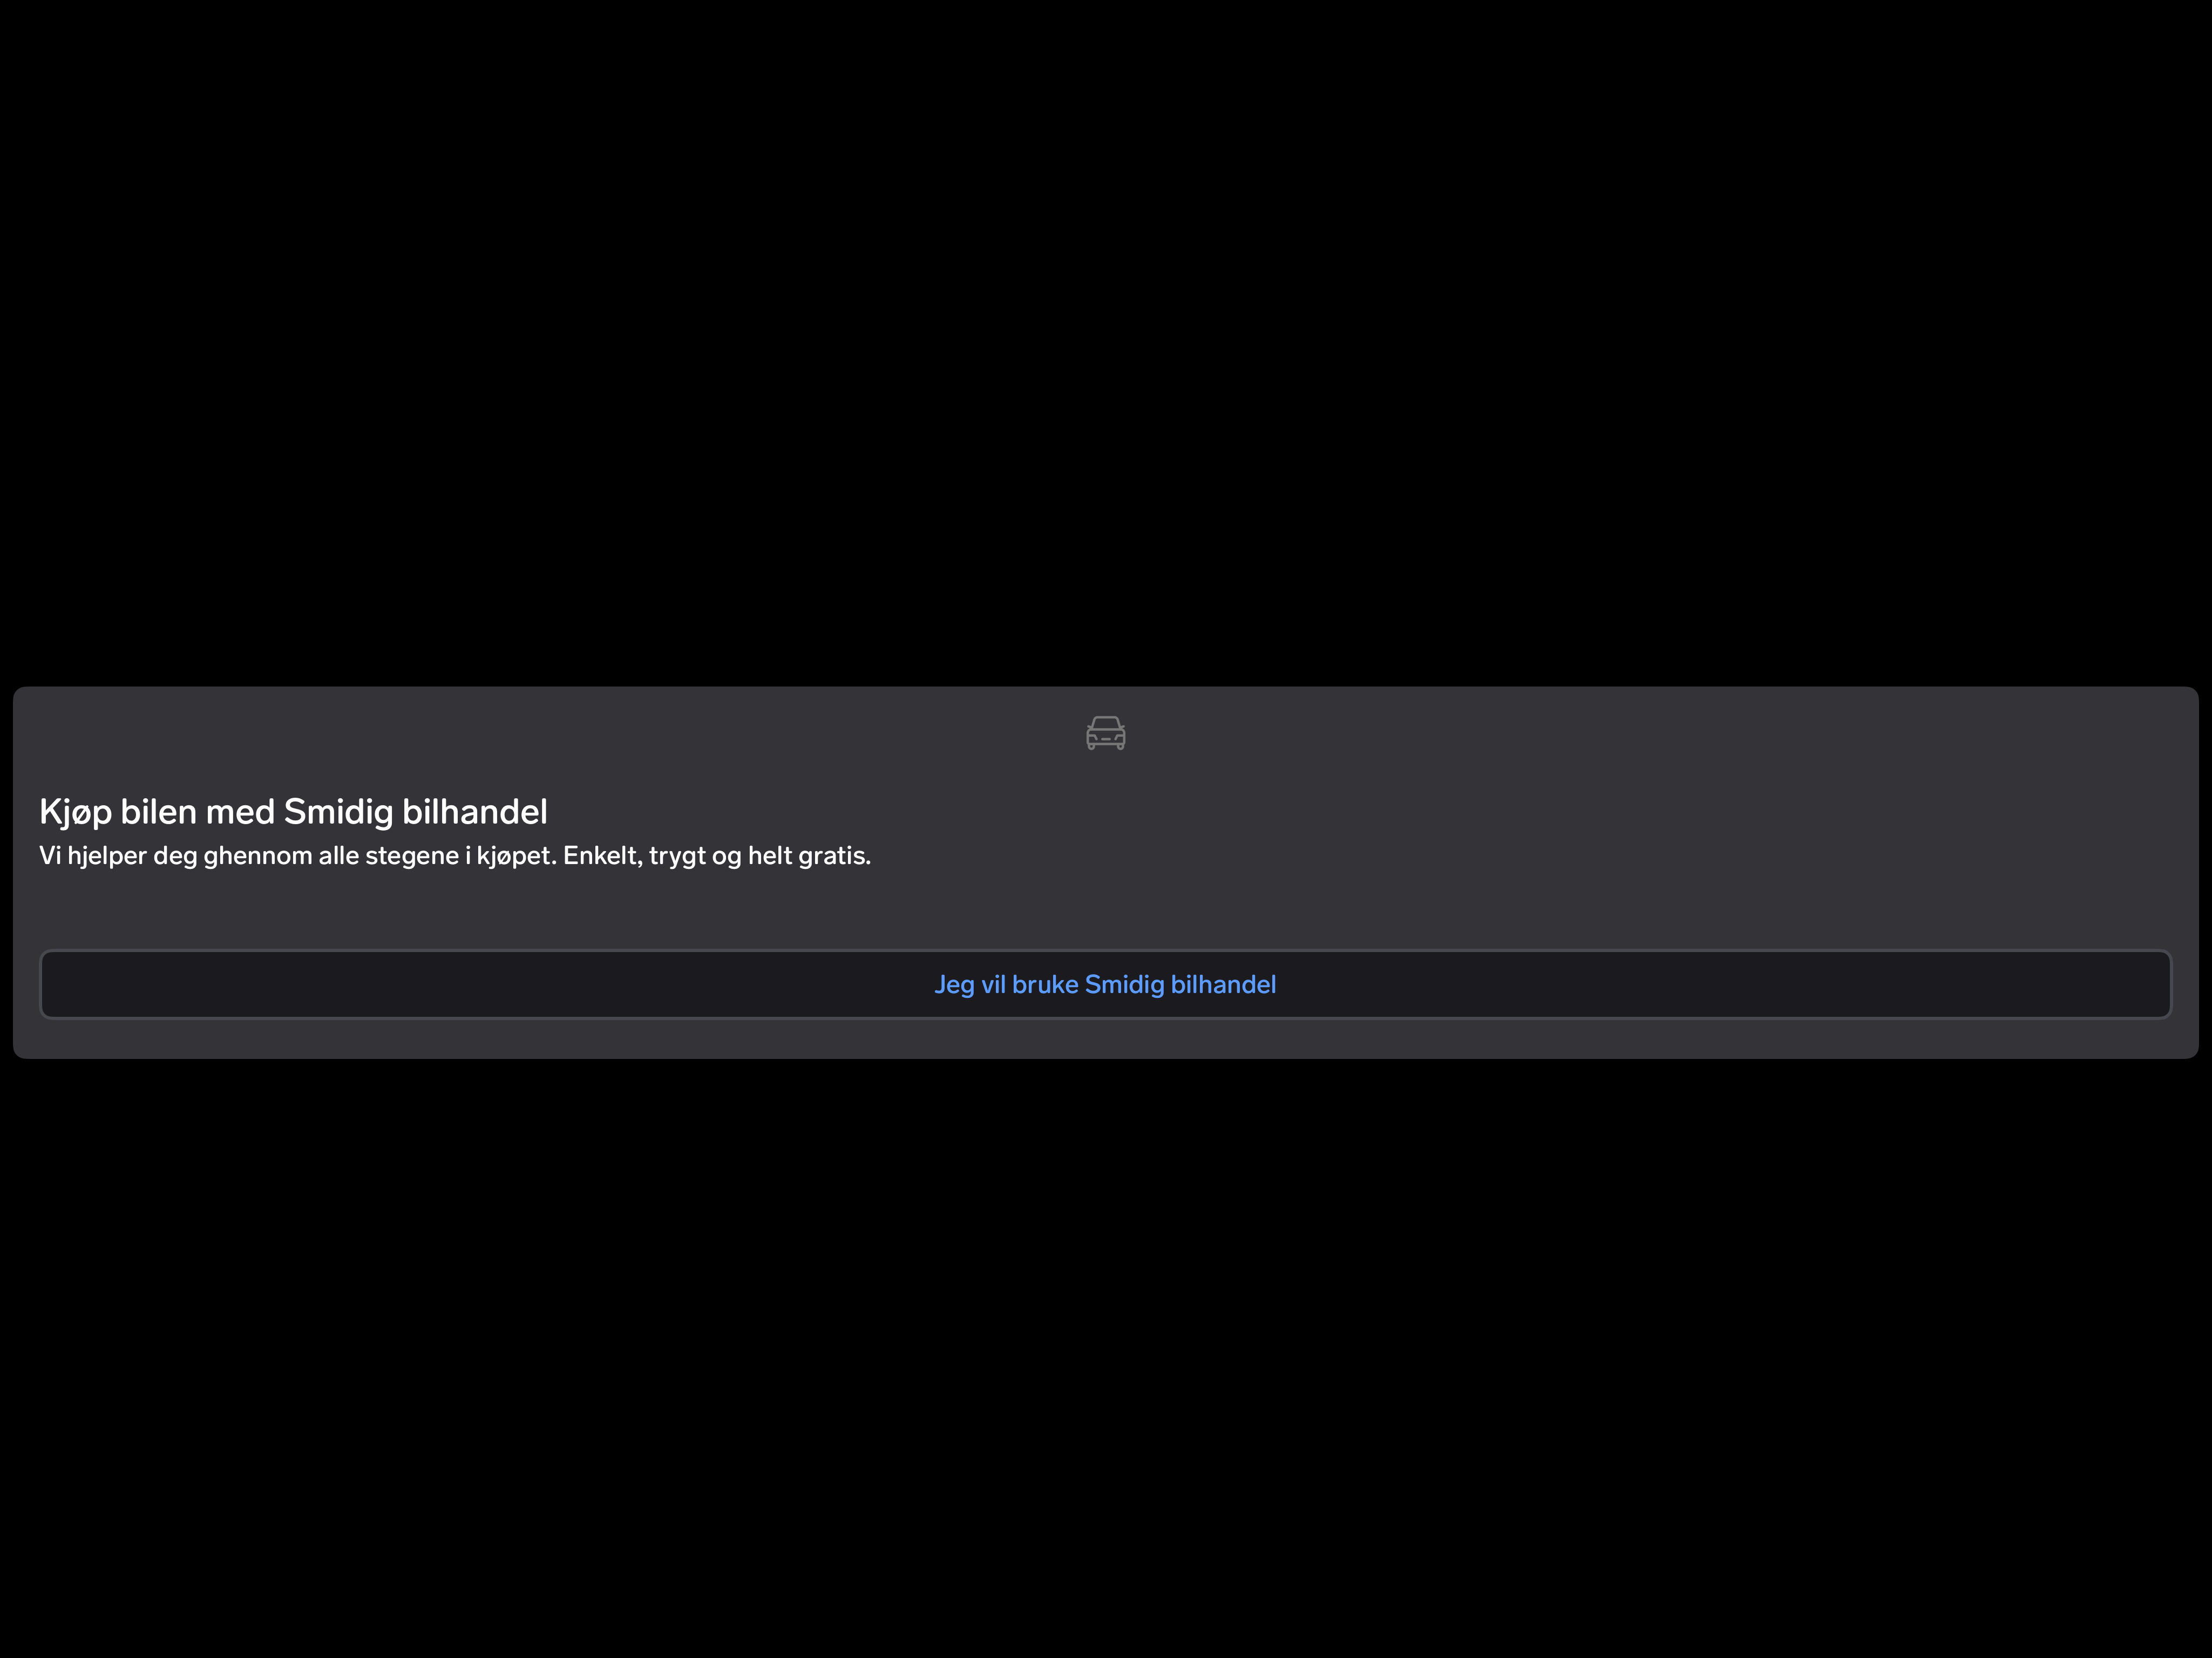 Kjøp bilen med Smidig bilhandel
Vi hjelper deg ghennom alle stegene i kjøpet. Enkelt, trygt og helt gratis.
Jeg vil bruke Smidig bilhandel